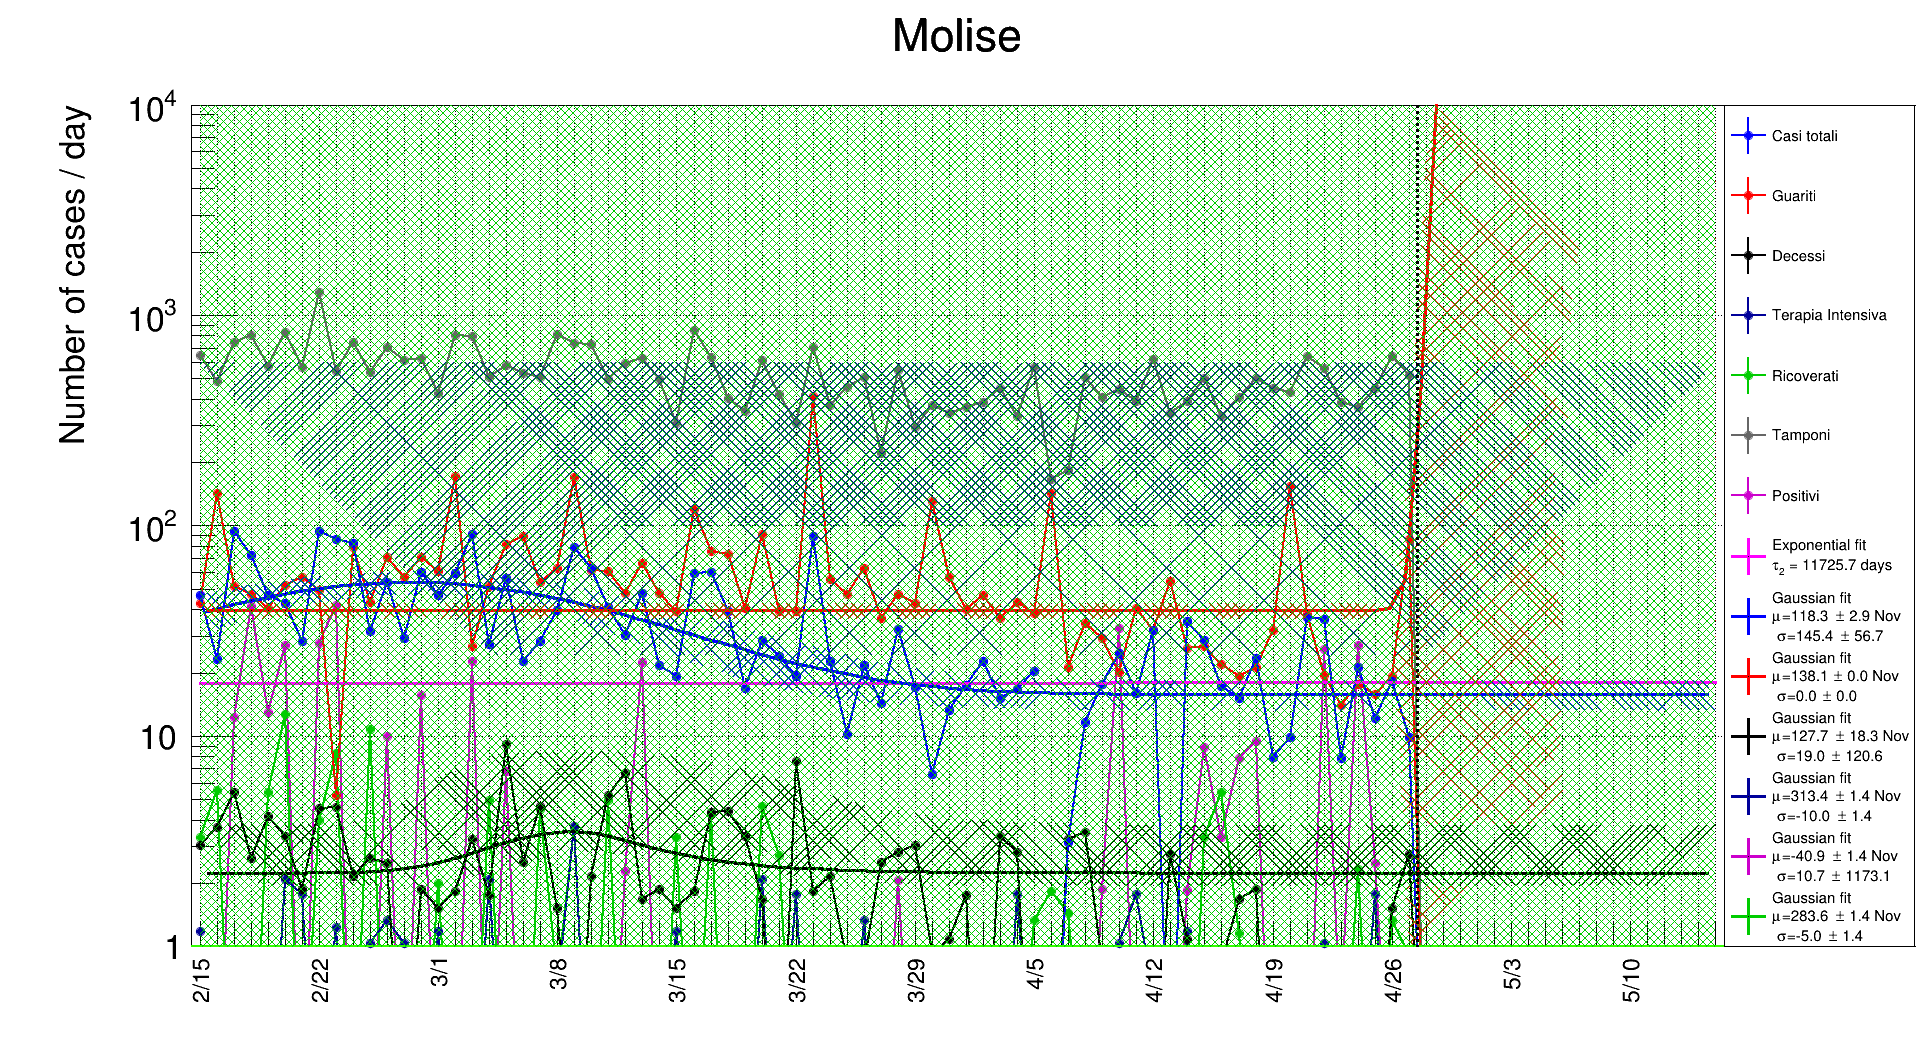 Molise
Number of cases / day
10⁴
10³
10²
10
1
2/15
2/22
3/1
3/8
3/15
3/22
3/29
4/5
4/12
4/19
4/26
5/3
5/10
Casi totali
Guariti
Decessi
Terapia Intensiva
Ricoverati
Tamponi
Positivi
Exponential fit
τ₂ = 11725.7 days
Gaussian fit
μ=118.3 ± 2.9 Nov
σ=145.4 ± 56.7
Gaussian fit
μ=138.1 ± 0.0 Nov
σ=0.0 ± 0.0
Gaussian fit
μ=127.7 ± 18.3 Nov
σ=19.0 ± 120.6
Gaussian fit
μ=313.4 ± 1.4 Nov
σ=-10.0 ± 1.4
Gaussian fit
μ=-40.9 ± 1.4 Nov
σ=10.7 ± 1173.1
Gaussian fit
μ=283.6 ± 1.4 Nov
σ=-5.0 ± 1.4